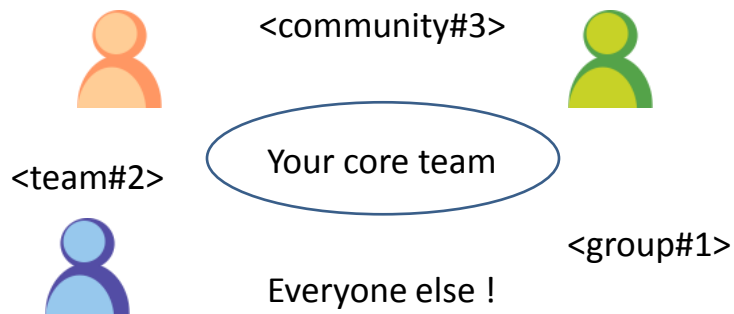 <community#3>
Your core team
<team#2>
<group#1>
Everyone else !